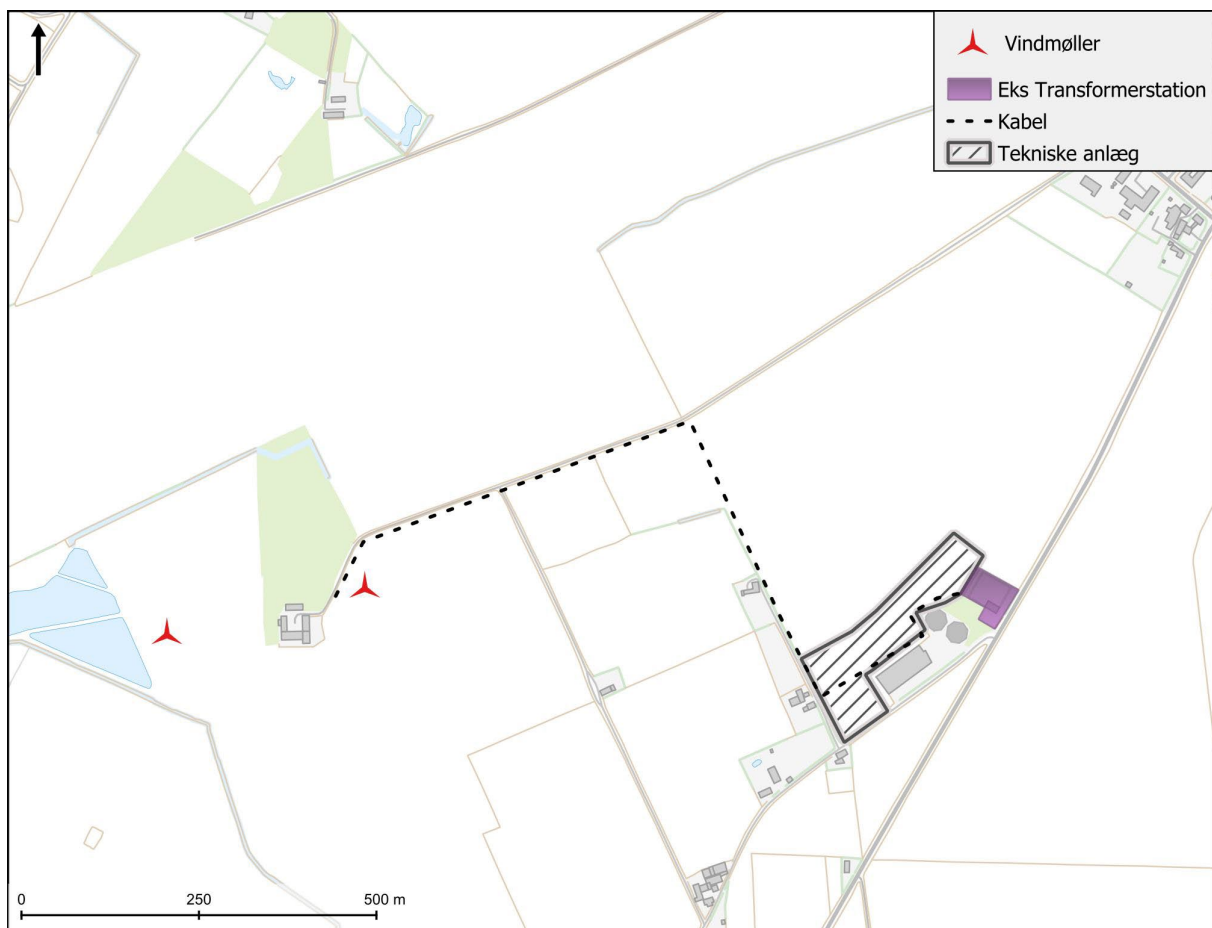 Vindmøller
Eks Transformerstation
Kabel
Tekniske anlæg
0 250 500 m